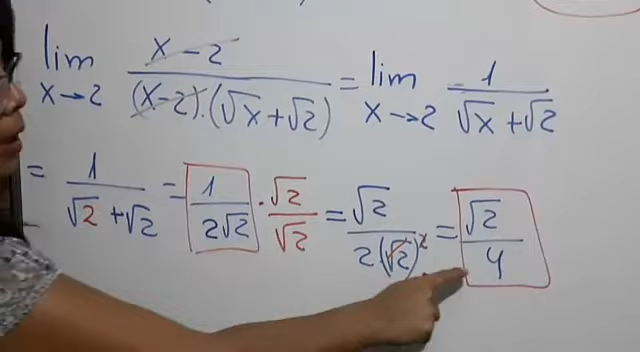 lim x→2 x-2 / (x-2).(√x+√2) = lim x→2 1 / √x+√2
= 1 / √2+√2 = 1 / 2√2 . √2 / √2 = √2 / 2(√2)² = √2 / 4